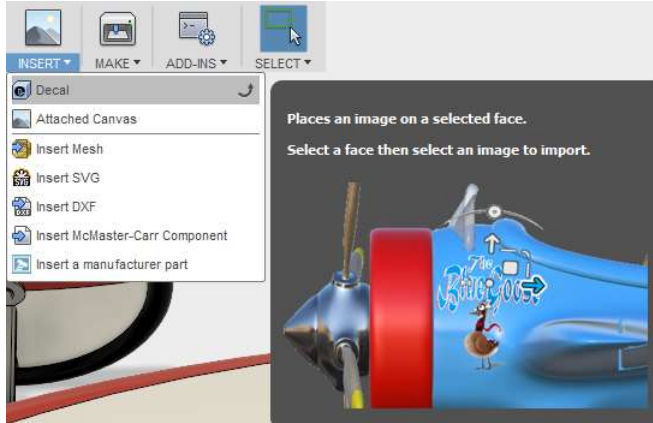 INSERT ▾ MAKE ▾ ADD-INS ▾ SELECT ▾
Decal
Attached Canvas
Insert Mesh
Insert SVG
Insert DXF
Insert McMaster-Carr Component
Insert a manufacturer part
Places an image on a selected face.
Select a face then select an image to import.
The